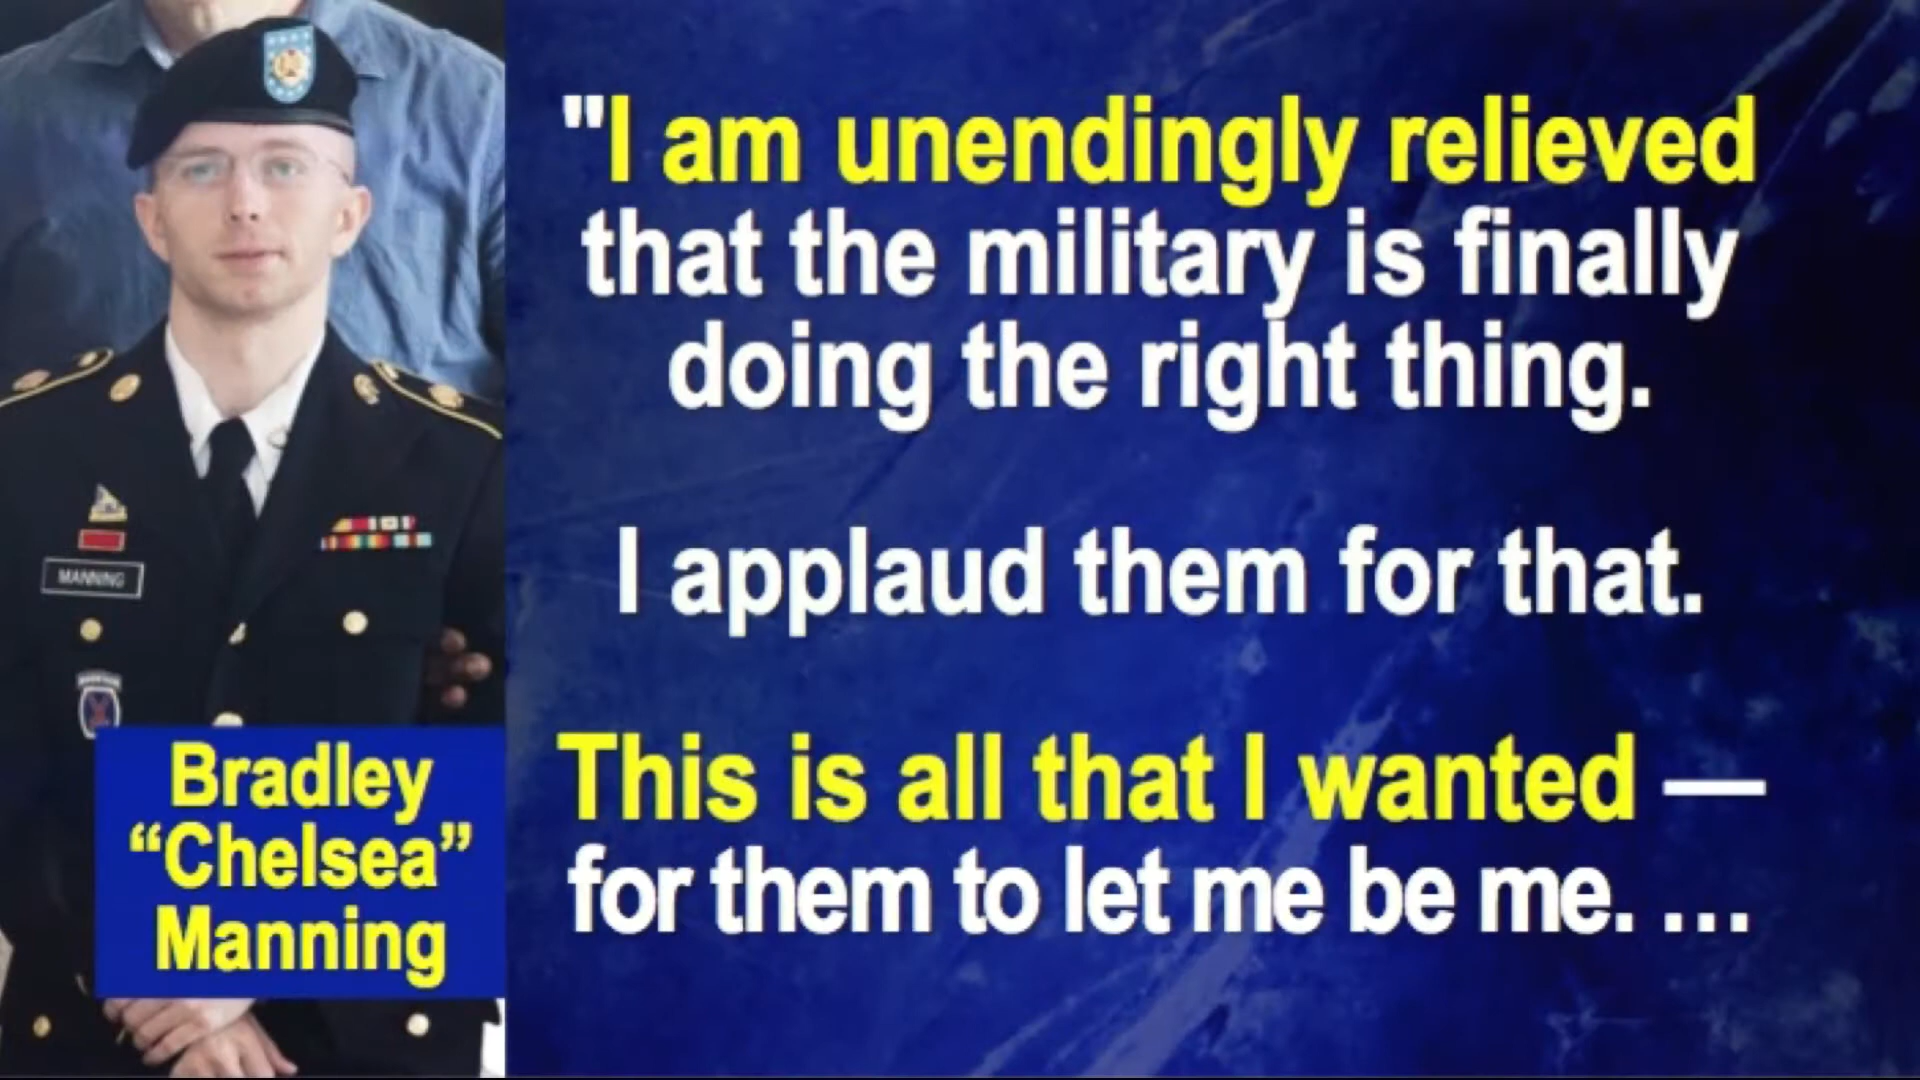 "I am unendingly relieved
that the military is finally
doing the right thing.
I applaud them for that.
This is all that I wanted —
for them to let me be me. …
MANNING
Bradley
“Chelsea”
Manning